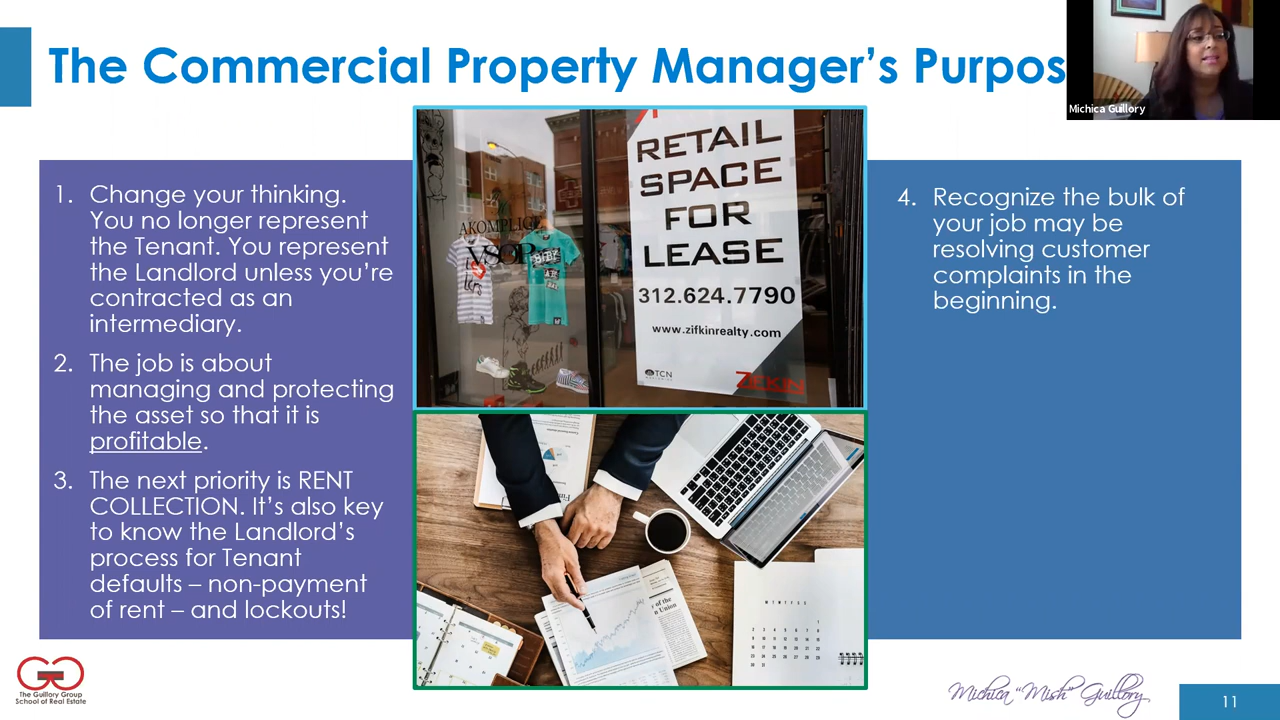 The Commercial Property Manager’s Purpos
Michica Guillory
1. Change your thinking.
You no longer represent
the Tenant. You represent
the Landlord unless you’re
contracted as an
intermediary.
2. The job is about
managing and protecting
the asset so that it is
profitable.
3. The next priority is RENT
COLLECTION. It’s also key
to know the Landlord’s
process for Tenant
defaults – non-payment
of rent – and lockouts!
AKOMPLICE
VSOP
RETAIL
SPACE
FOR
LEASE
312.624.7790
www.zifkinrealty.com
TCN
ZIFKIN
4. Recognize the bulk of
your job may be
resolving customer
complaints in the
beginning.
The Guillory Group
School of Real Estate
Michica “Mish” Guillory
11